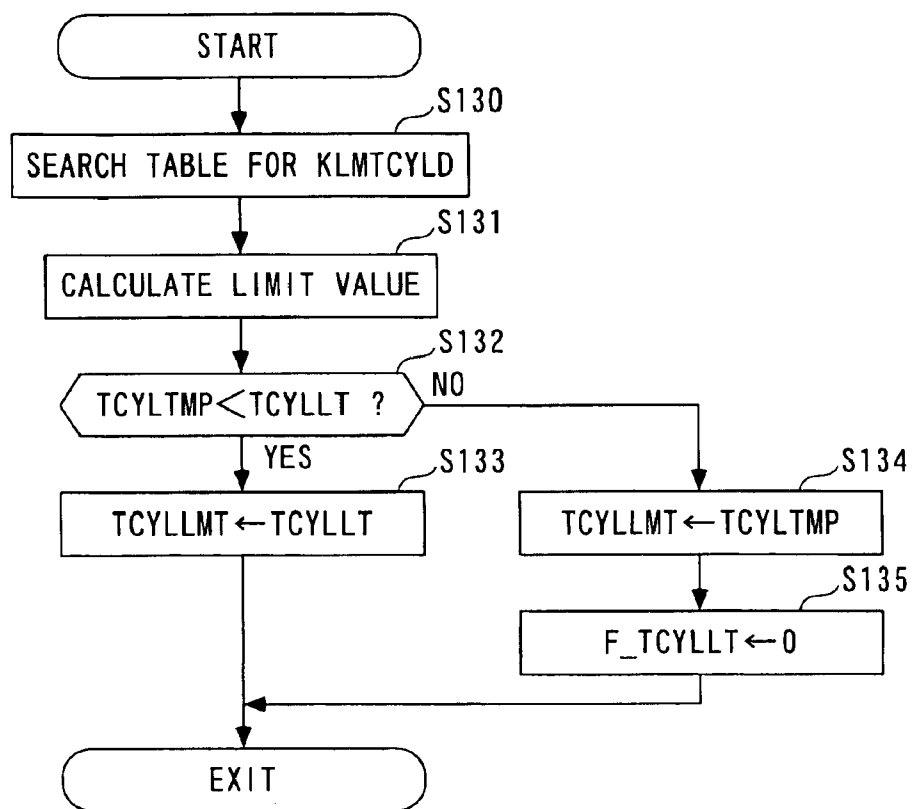 START
S130
SEARCH TABLE FOR KLMTCYLD
S131
CALCULATE LIMIT VALUE
S132
TCYLTMP<TCYLLT ?
NO
YES
S133
TCYLLMT←TCYLLT
S134
TCYLLMT←TCYLTMP
S135
F_TCYLLT←0
EXIT